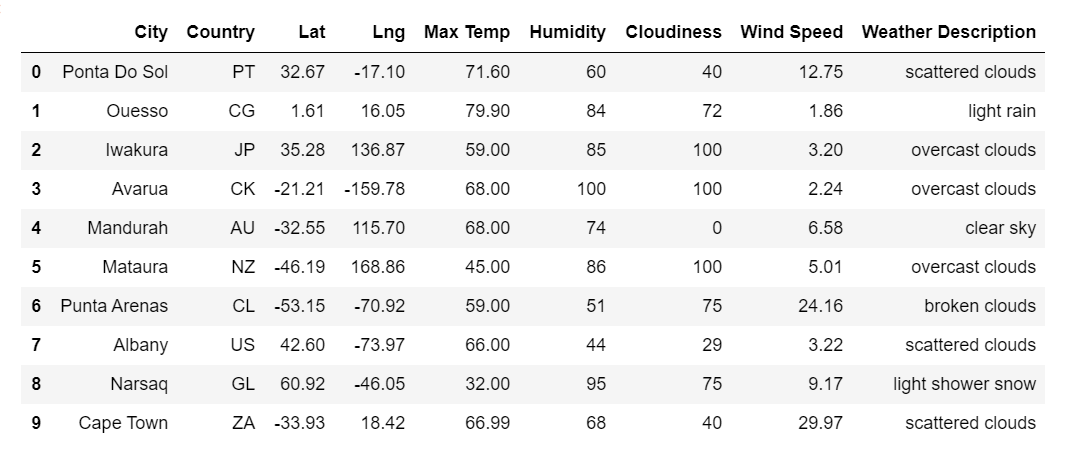 City Country Lat Lng Max Temp Humidity Cloudiness Wind Speed Weather Description
0 Ponta Do Sol PT 32.67 -17.10 71.60 60 40 12.75 scattered clouds
1 Ouesso CG 1.61 16.05 79.90 84 72 1.86 light rain
2 Iwakura JP 35.28 136.87 59.00 85 100 3.20 overcast clouds
3 Avarua CK -21.21 -159.78 68.00 100 100 2.24 overcast clouds
4 Mandurah AU -32.55 115.70 68.00 74 0 6.58 clear sky
5 Mataura NZ -46.19 168.86 45.00 86 100 5.01 overcast clouds
6 Punta Arenas CL -53.15 -70.92 59.00 51 75 24.16 broken clouds
7 Albany US 42.60 -73.97 66.00 44 29 3.22 scattered clouds
8 Narsaq GL 60.92 -46.05 32.00 95 75 9.17 light shower snow
9 Cape Town ZA -33.93 18.42 66.99 68 40 29.97 scattered clouds